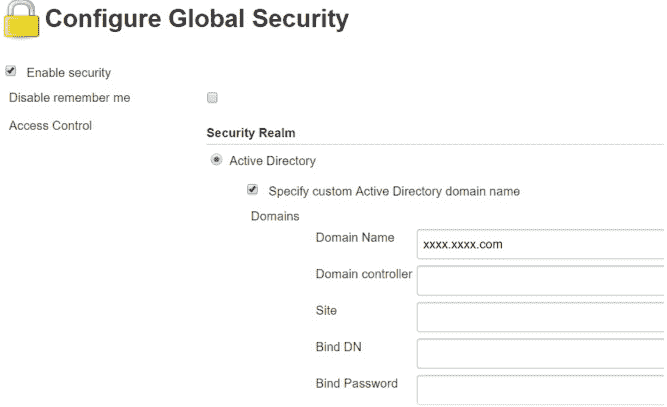 Configure Global Security
Enable security
Disable remember me
Access Control
Security Realm
Active Directory
Specify custom Active Directory domain name
Domains
Domain Name xxxx.xxxx.com
Domain controller
Site
Bind DN
Bind Password